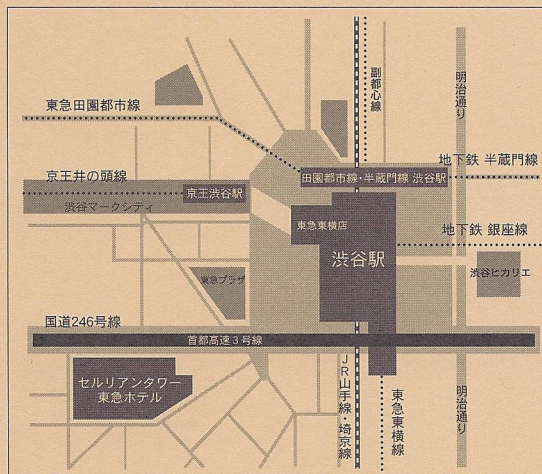 副都心線
明治通り
東急田園都市線
地下鉄 半蔵門線
京王井の頭線
田園都市線・半蔵門線 渋谷駅
京王渋谷駅
渋谷マークシティ
東急東横店
地下鉄 銀座線
渋谷駅
東急プラザ
渋谷ヒカリエ
国道246号線
首都高速3号線
セルリアンタワー
東急ホテル
JR山手線・埼京線
東急東横線
明治通り